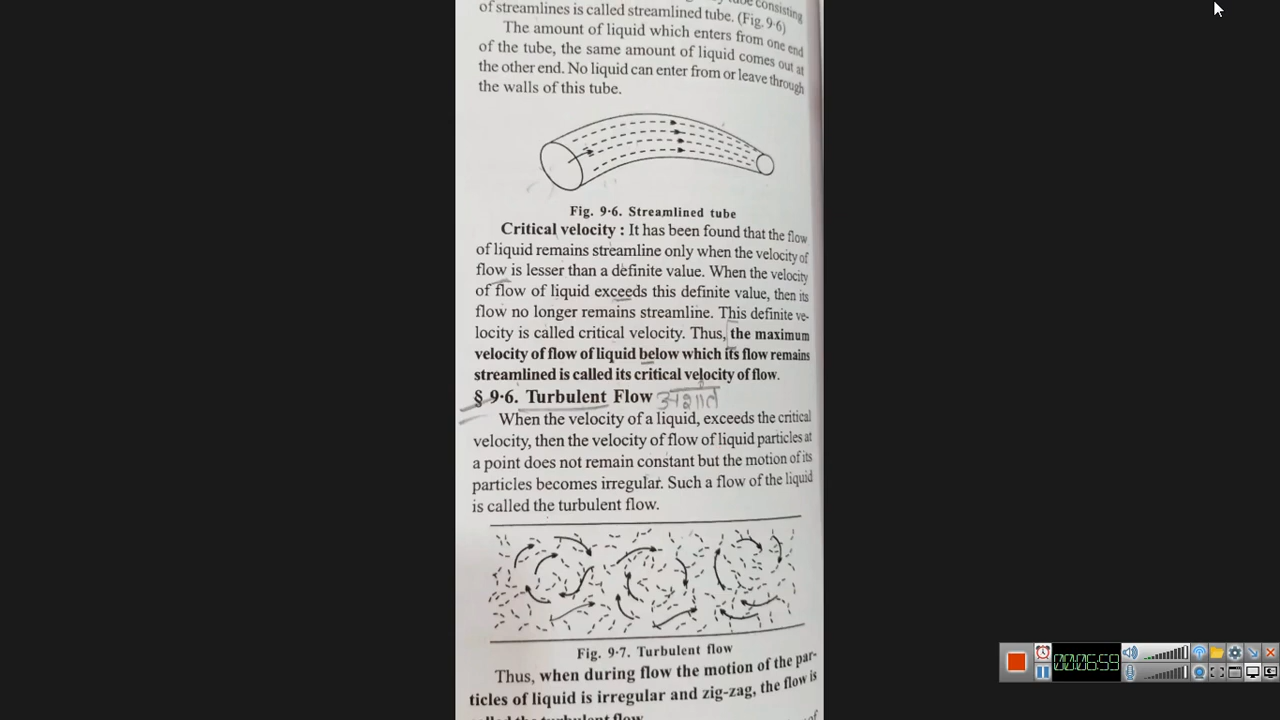 tube consisting
of streamlines is called streamlined tube. (Fig. 9·6)
The amount of liquid which enters from one end
of the tube, the same amount of liquid comes out at
the other end. No liquid can enter from or leave through
the walls of this tube.
Fig. 9·6. Streamlined tube
Critical velocity : It has been found that the flow
of liquid remains streamline only when the velocity of
flow is lesser than a definite value. When the velocity
of flow of liquid exceeds this definite value, then its
flow no longer remains streamline. This definite ve-
locity is called critical velocity. Thus, the maximum
velocity of flow of liquid below which its flow remains
streamlined is called its critical velocity of flow.
§ 9·6. Turbulent Flow अशांत
When the velocity of a liquid, exceeds the critical
velocity, then the velocity of flow of liquid particles at
a point does not remain constant but the motion of its
particles becomes irregular. Such a flow of the liquid
is called the turbulent flow.
Fig. 9·7. Turbulent flow
Thus, when during flow the motion of the par-
ticles of liquid is irregular and zig-zag, the flow is
called the turbulent flow.
of
00:06:59